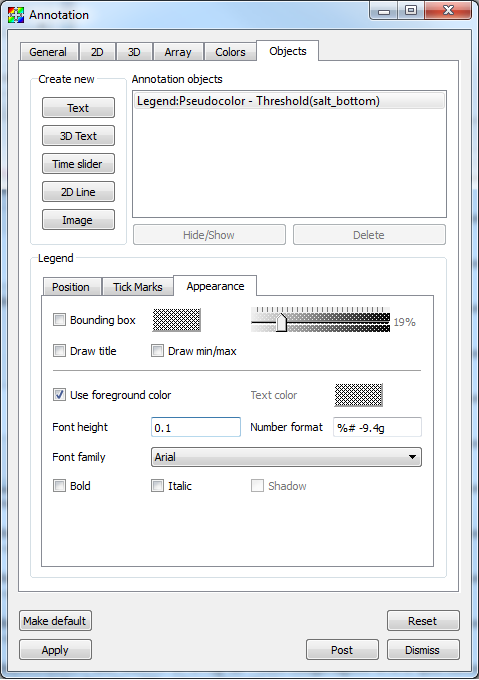 Annotation
General 2D 3D Array Colors Objects
Create new
Text
3D Text
Time slider
2D Line
Image
Annotation objects
Legend:Pseudocolor - Threshold(salt_bottom)
Hide/Show Delete
Legend
Position Tick Marks Appearance
Bounding box 19%
Draw title Draw min/max
Use foreground color Text color
Font height 0.1 Number format %# -9.4g
Font family Arial
Bold Italic Shadow
Make default Reset
Apply Post Dismiss